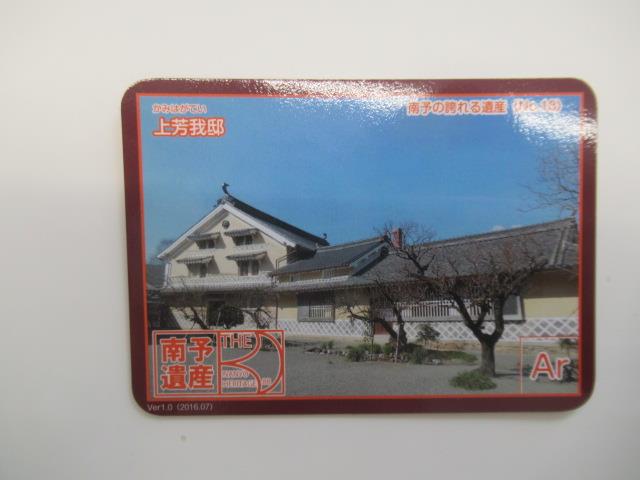 かみはがてい
上芳我邸
南予の誇れる遺産（No.13）
南予
遺産
THE
NANYO
HERITAGE
Ar
Ver1.0（2016.07）